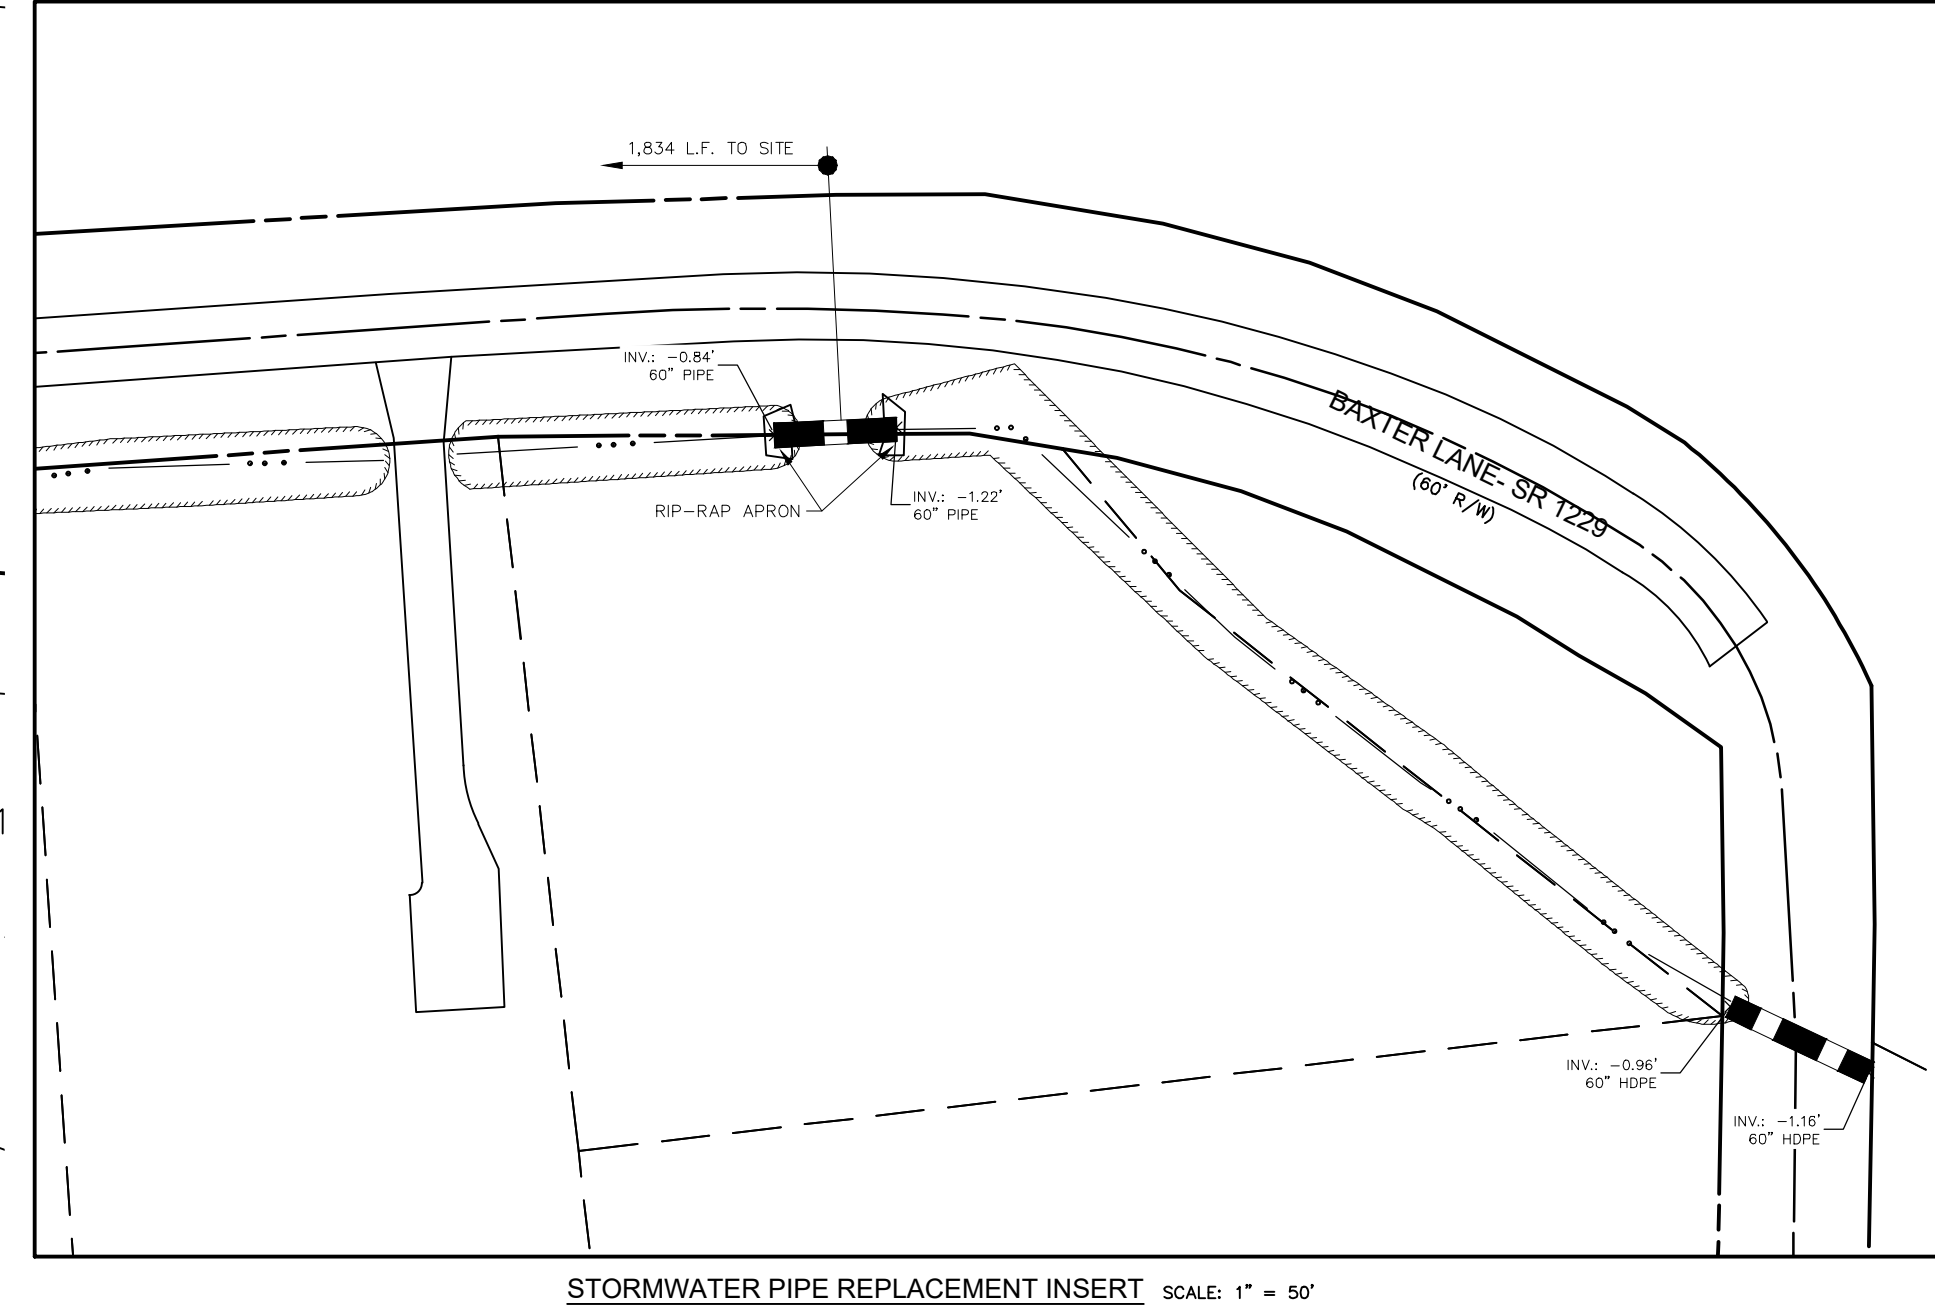 1,834 L.F. TO SITE
INV.: -0.84'
60" PIPE
BAXTER LANE- SR 1229
(60' R/W)
RIP-RAP APRON
INV.: -1.22'
60" PIPE
INV.: -0.96'
60" HDPE
INV.: -1.16'
60" HDPE
STORMWATER PIPE REPLACEMENT INSERT SCALE: 1" = 50'